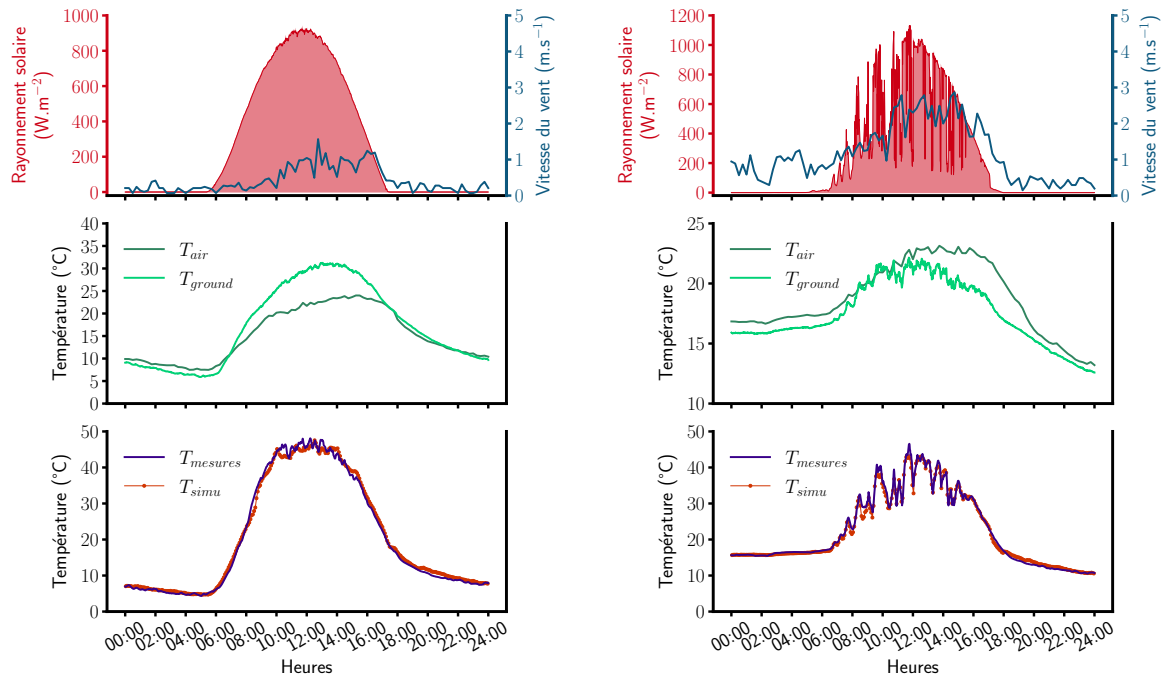 Rayonnement solaire
(W.m⁻²)
1000
800
600
400
200
0
5
4
3
2
1
0
Vitesse du vent (m.s⁻¹)
Rayonnement solaire
(W.m⁻²)
1200
1000
800
600
400
200
0
5
4
3
2
1
0
Vitesse du vent (m.s⁻¹)
Température (°C)
40
35
30
25
20
15
10
5
0
T_air
T_ground
Température (°C)
25
20
15
10
T_air
T_ground
Température (°C)
50
40
30
20
10
0
T_mesures
T_simu
00:00 02:00 04:00 06:00 08:00 10:00 12:00 14:00 16:00 18:00 20:00 22:00 24:00
Heures
Température (°C)
50
40
30
20
10
0
T_mesures
T_simu
00:00 02:00 04:00 06:00 08:00 10:00 12:00 14:00 16:00 18:00 20:00 22:00 24:00
Heures